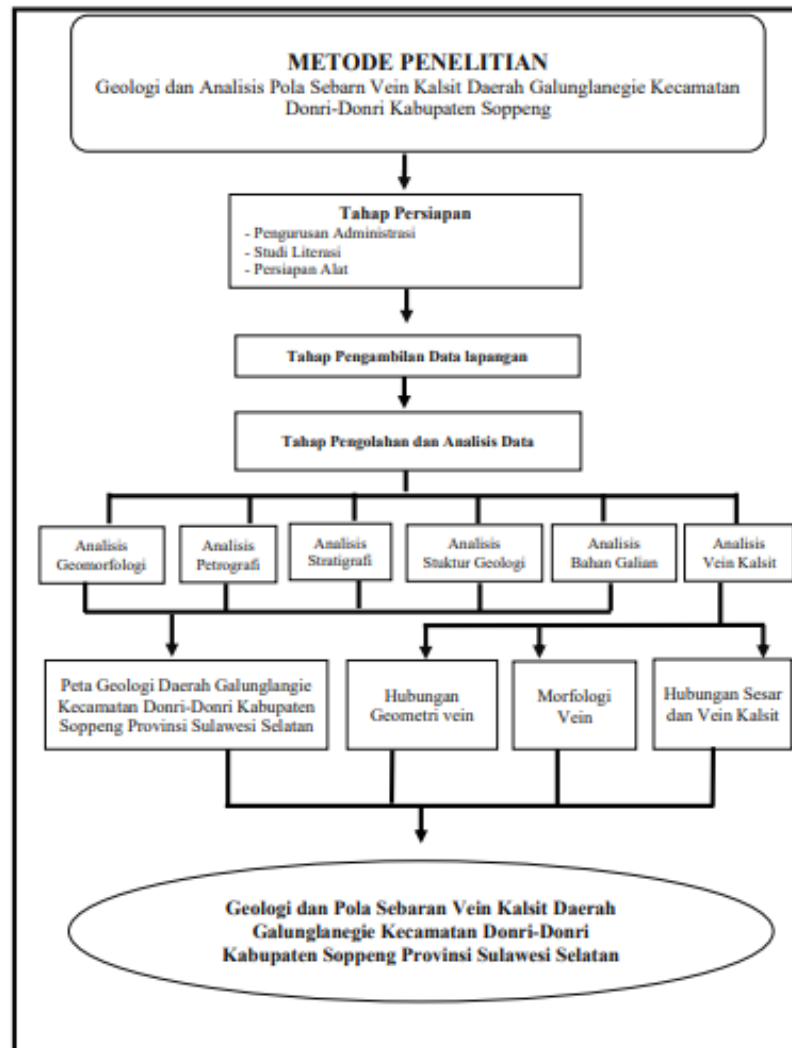 METODE PENELITIAN
Geologi dan Analisis Pola Sebarn Vein Kalsit Daerah Galunglanegie Kecamatan
Donri-Donri Kabupaten Soppeng
Tahap Persiapan
- Pengurusan Administrasi
- Studi Literasi
- Persiapan Alat
Tahap Pengambilan Data lapangan
Tahap Pengolahan dan Analisis Data
Analisis
Geomorfologi
Analisis
Petrografi
Analisis
Stratigrafi
Analisis
Stuktur Geologi
Analisis
Bahan Galian
Analisis
Vein Kalsit
Peta Geologi Daerah Galunglangie
Kecamatan Donri-Donri Kabupaten
Soppeng Provinsi Sulawesi Selatan
Hubungan
Geometri vein
Morfologi
Vein
Hubungan Sesar
dan Vein Kalsit
Geologi dan Pola Sebaran Vein Kalsit Daerah
Galunglanegie Kecamatan Donri-Donri
Kabupaten Soppeng Provinsi Sulawesi Selatan